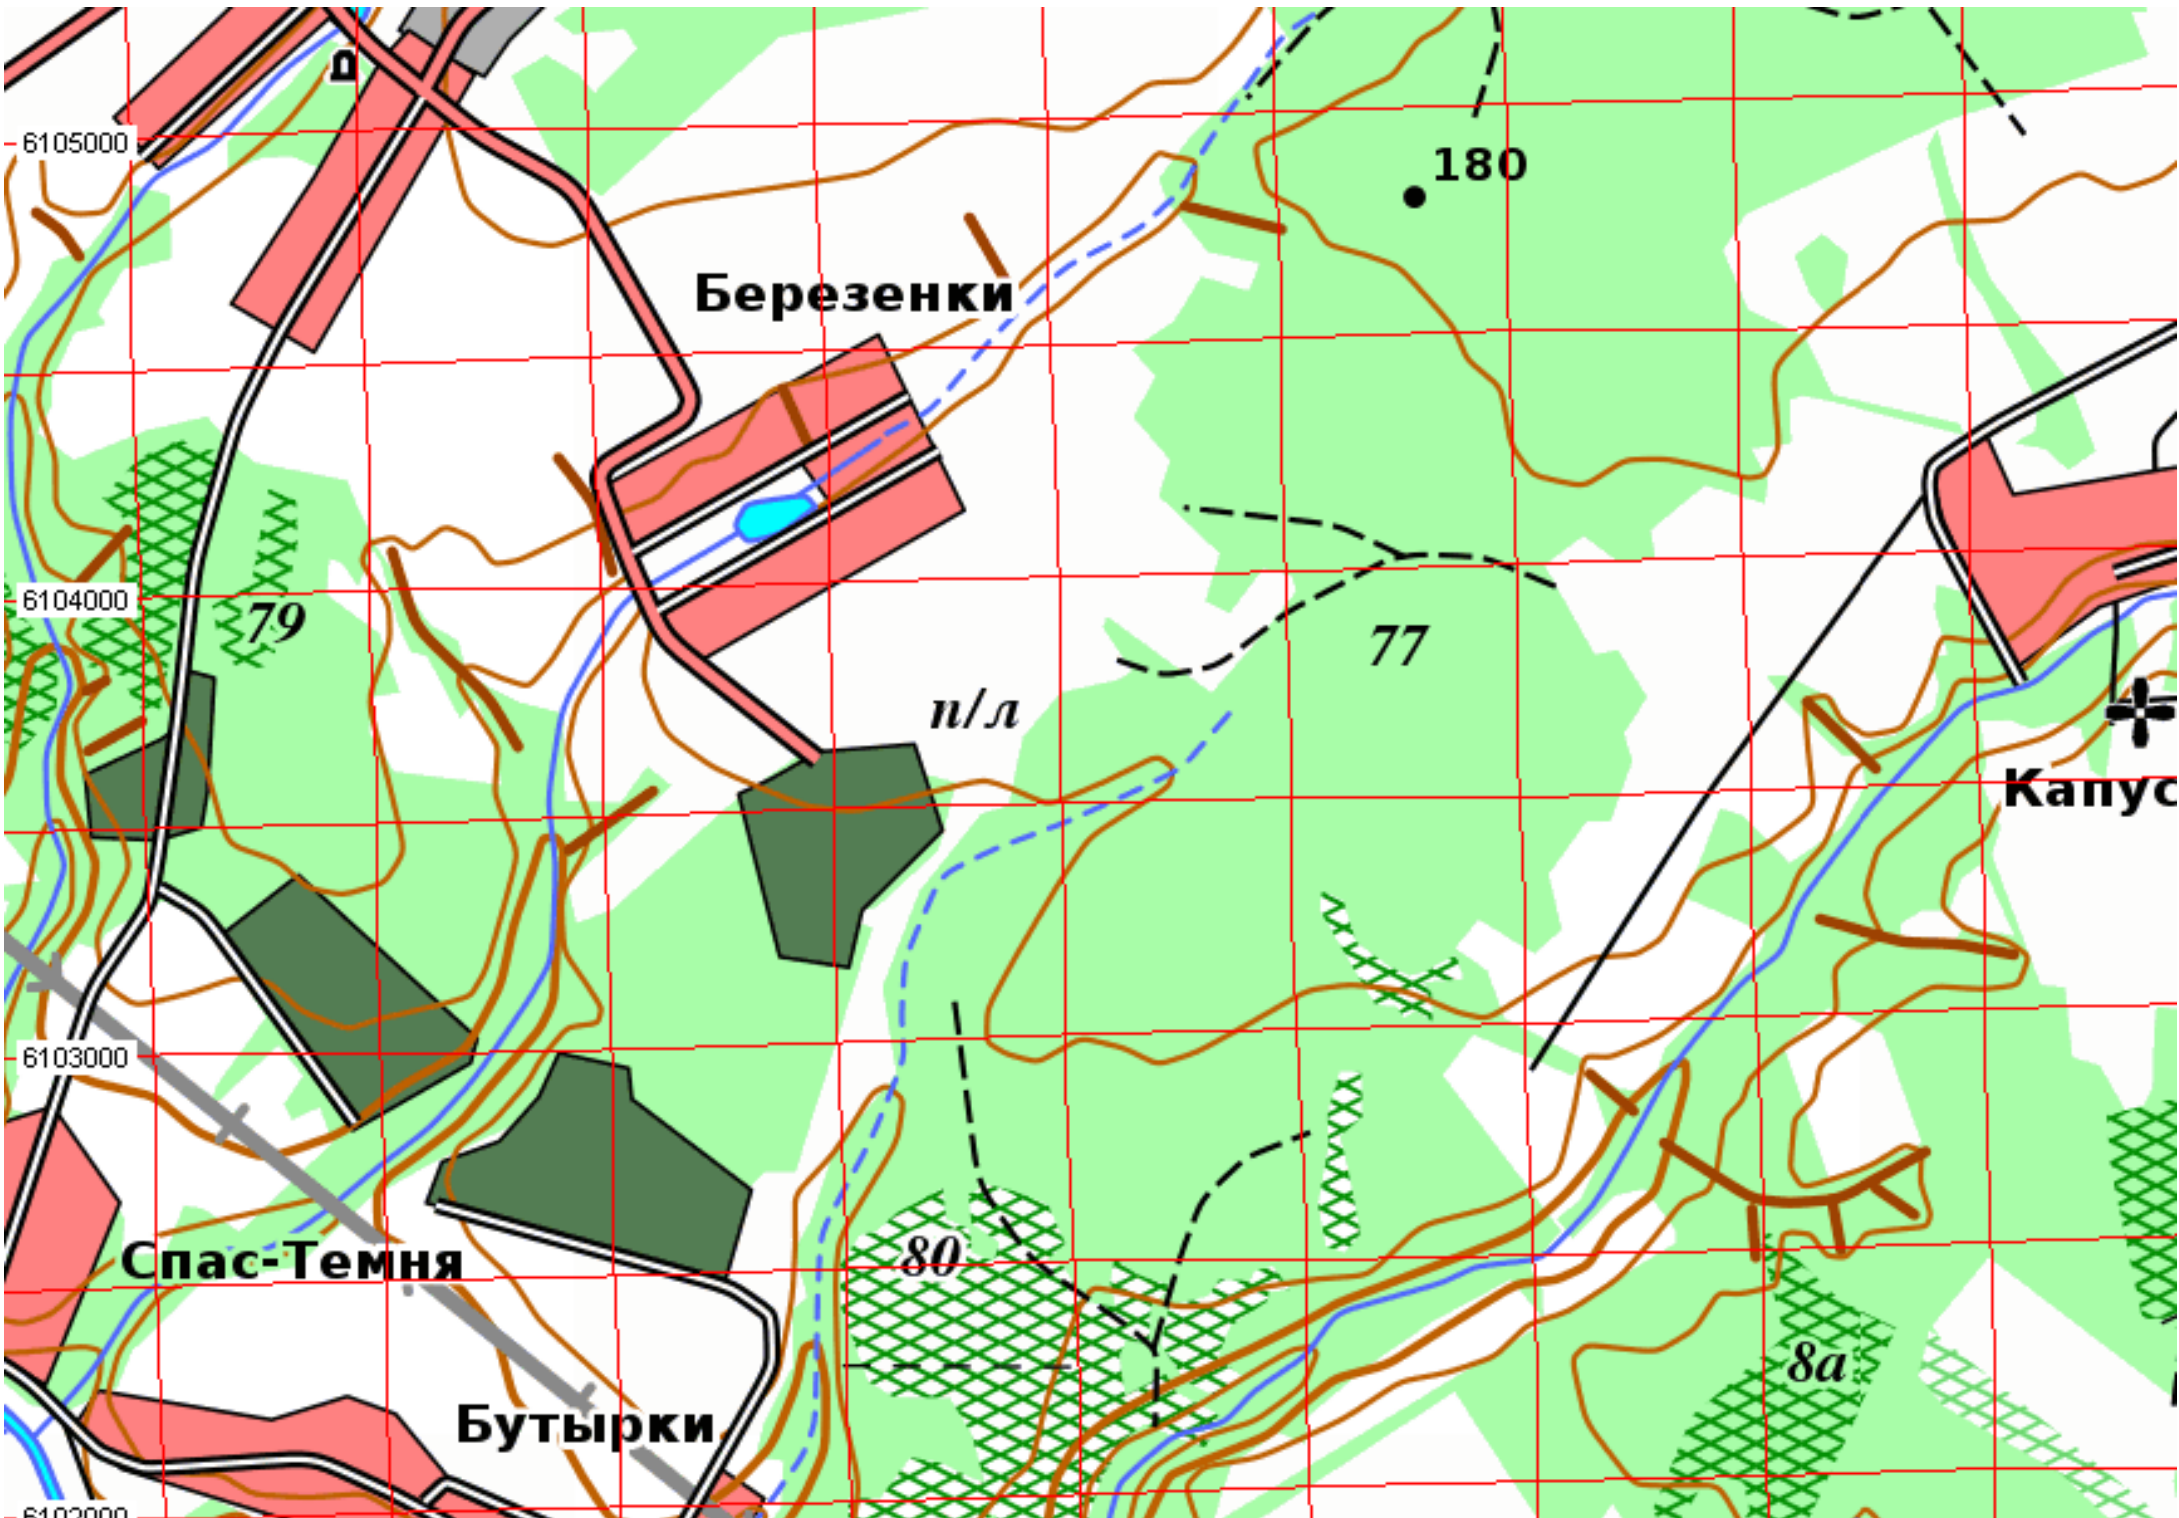 д
6105000
180
Березенки
6104000
79
77
п/л
Капус
6103000
Спас-Темня
80
8а
Бутырки